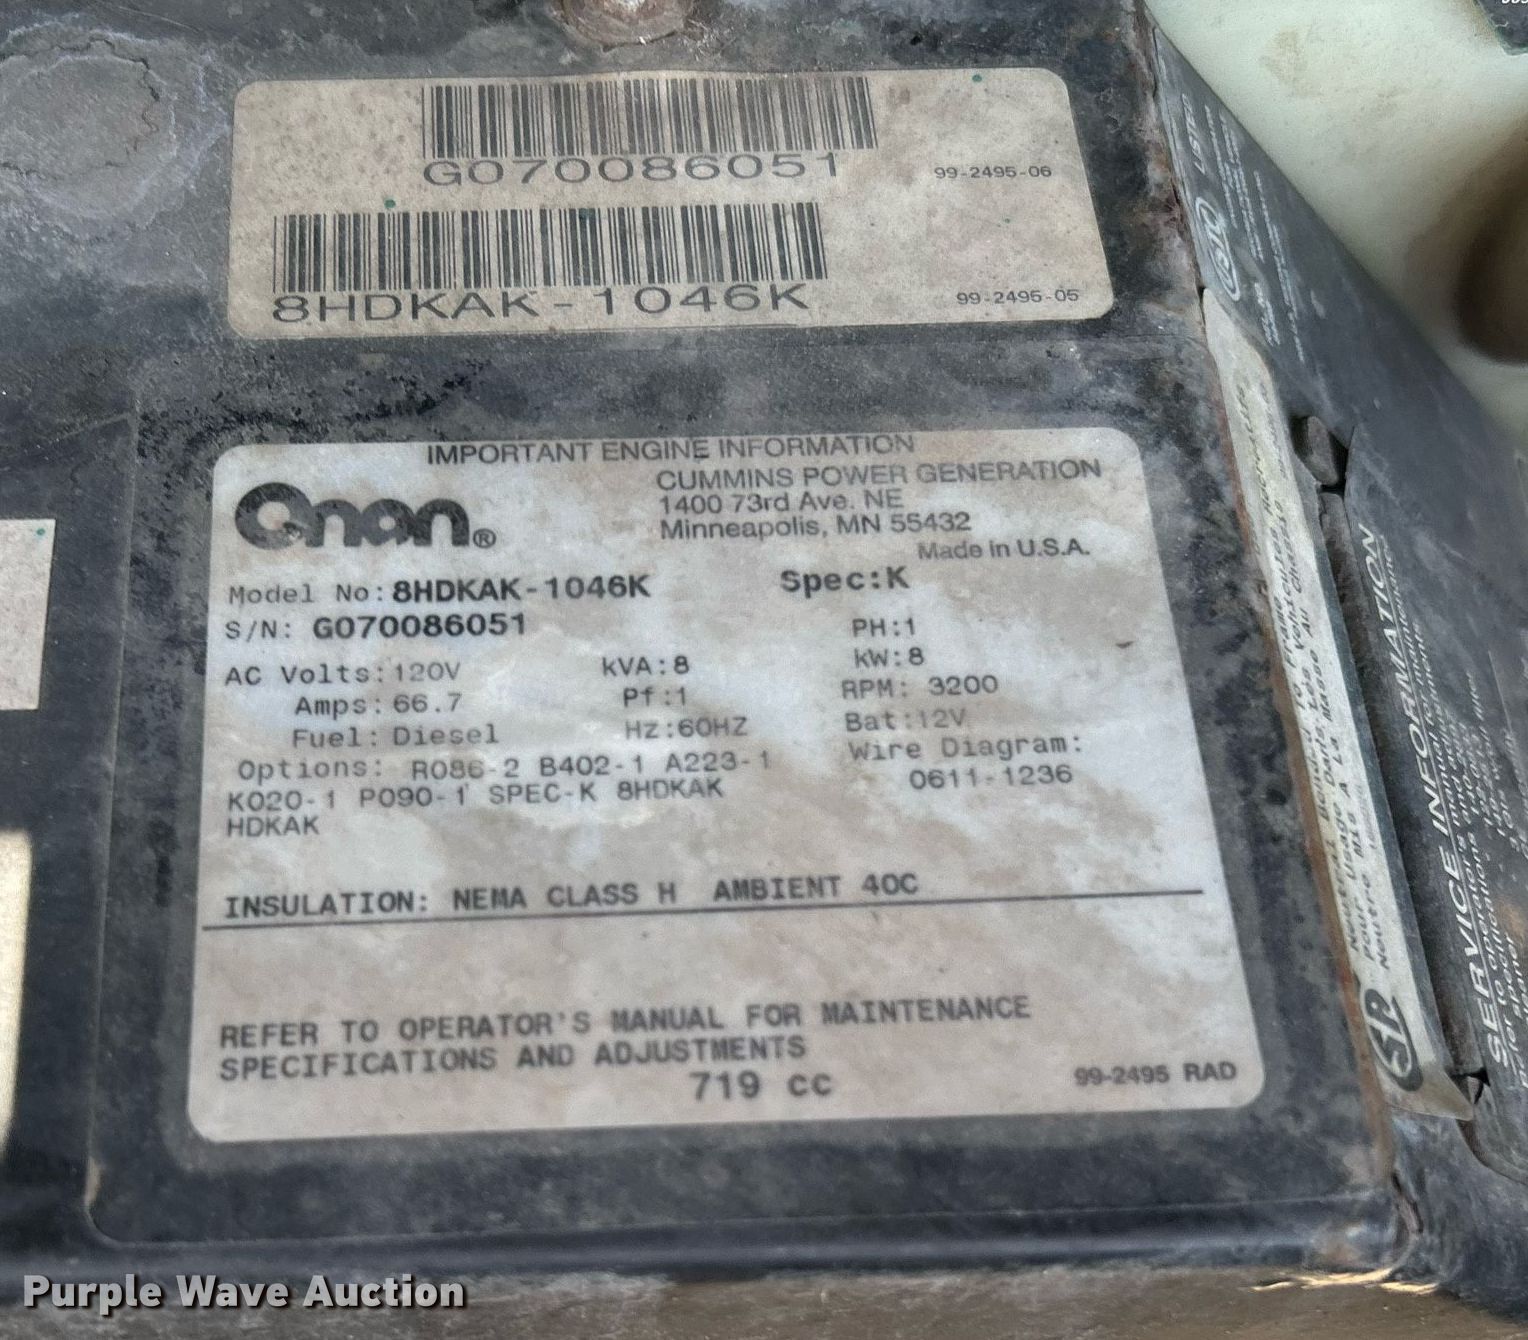 G070086051
99-2495-06
8HDKAK-1046K
99-2495-05
IMPORTANT ENGINE INFORMATION
Onan®
CUMMINS POWER GENERATION
1400 73rd Ave. NE
Minneapolis, MN 55432
Made in U.S.A.
Model No: 8HDKAK-1046K Spec:K
S/N: G070086051 PH:1
AC Volts:120V kVA:8 kW:8
Amps:66.7 Pf:1 RPM: 3200
Fuel:Diesel Hz:60HZ Bat:12V
Options: R086-2 B402-1 A223-1 Wire Diagram:
K020-1 P090-1 SPEC-K 8HDKAK 0611-1236
HDKAK
INSULATION: NEMA CLASS H AMBIENT 40C
REFER TO OPERATOR'S MANUAL FOR MAINTENANCE
SPECIFICATIONS AND ADJUSTMENTS
719 cc
99-2495 RAD
LISTED
SERVICE INFORMATION
Purple Wave Auction